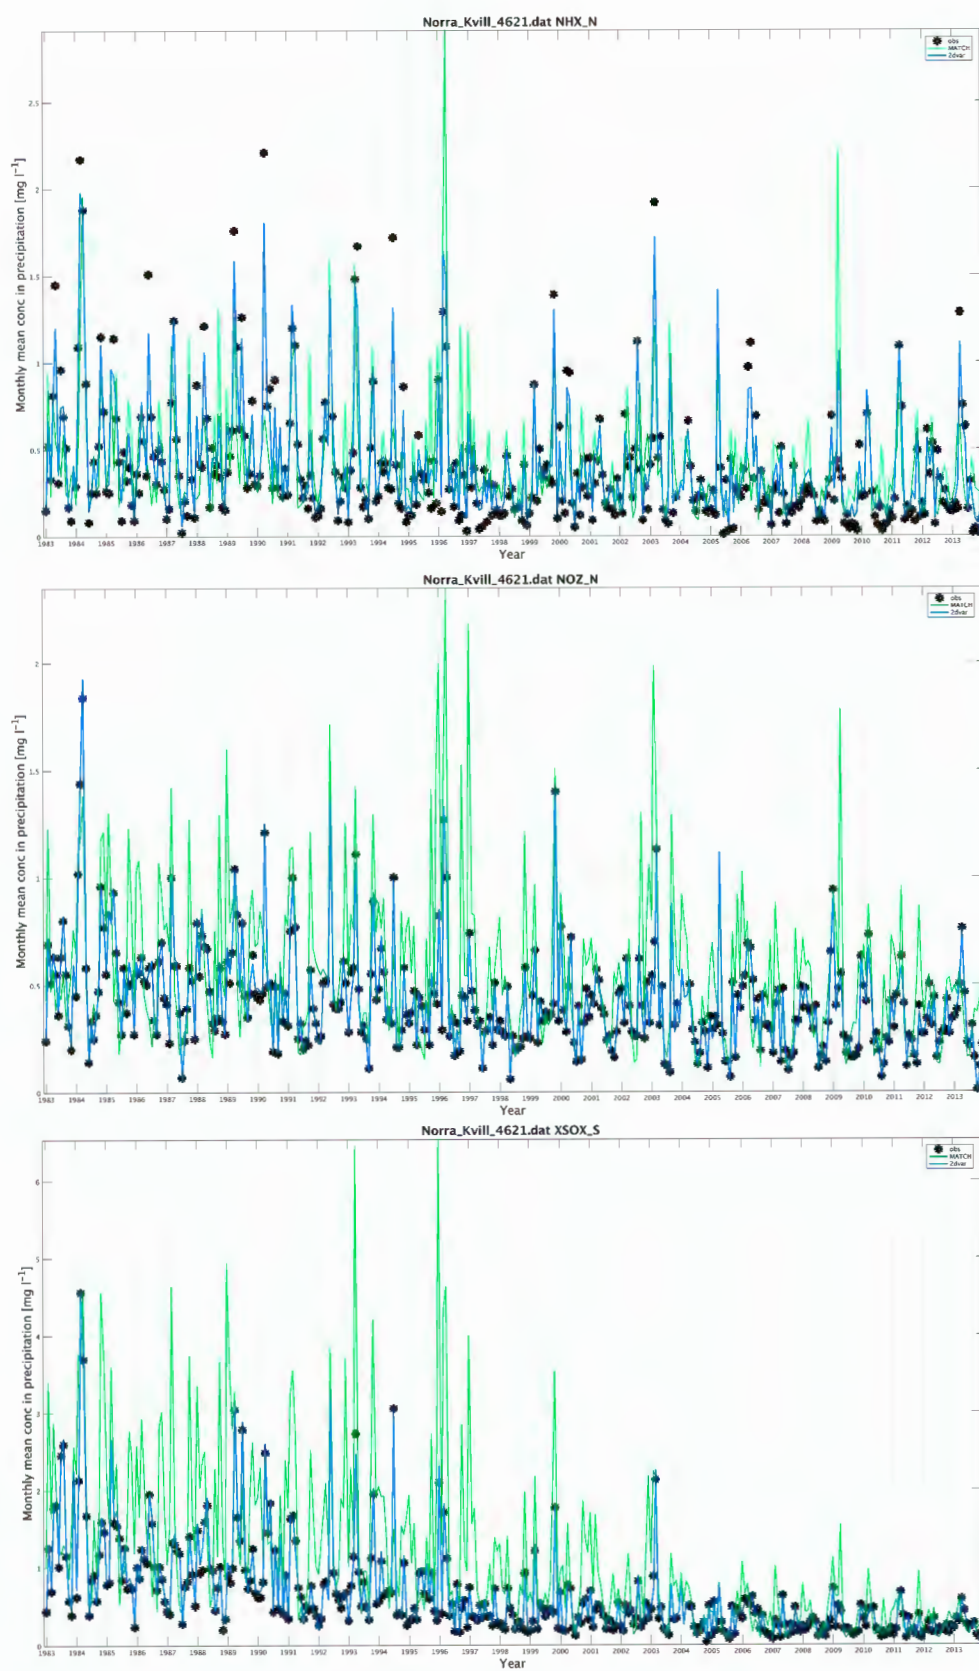 Norra_Kvill_4621.dat NHX_N
obs
MATCH
2dvar
2.5
2
1.5
1
0.5
0
Monthly mean conc in precipitation [mg l⁻¹]
1983 1984 1985 1986 1987 1988 1989 1990 1991 1992 1993 1994 1995 1996 1997 1998 1999 2000 2001 2002 2003 2004 2005 2006 2007 2008 2009 2010 2011 2012 2013
Year
Norra_Kvill_4621.dat NOZ_N
obs
MATCH
2dvar
2
1.5
1
0.5
0
Monthly mean conc in precipitation [mg l⁻¹]
1983 1984 1985 1986 1987 1988 1989 1990 1991 1992 1993 1994 1995 1996 1997 1998 1999 2000 2001 2002 2003 2004 2005 2006 2007 2008 2009 2010 2011 2012 2013
Year
Norra_Kvill_4621.dat XSOX_S
obs
MATCH
2dvar
6
5
4
3
2
1
0
Monthly mean conc in precipitation [mg l⁻¹]
1983 1984 1985 1986 1987 1988 1989 1990 1991 1992 1993 1994 1995 1996 1997 1998 1999 2000 2001 2002 2003 2004 2005 2006 2007 2008 2009 2010 2011 2012 2013
Year